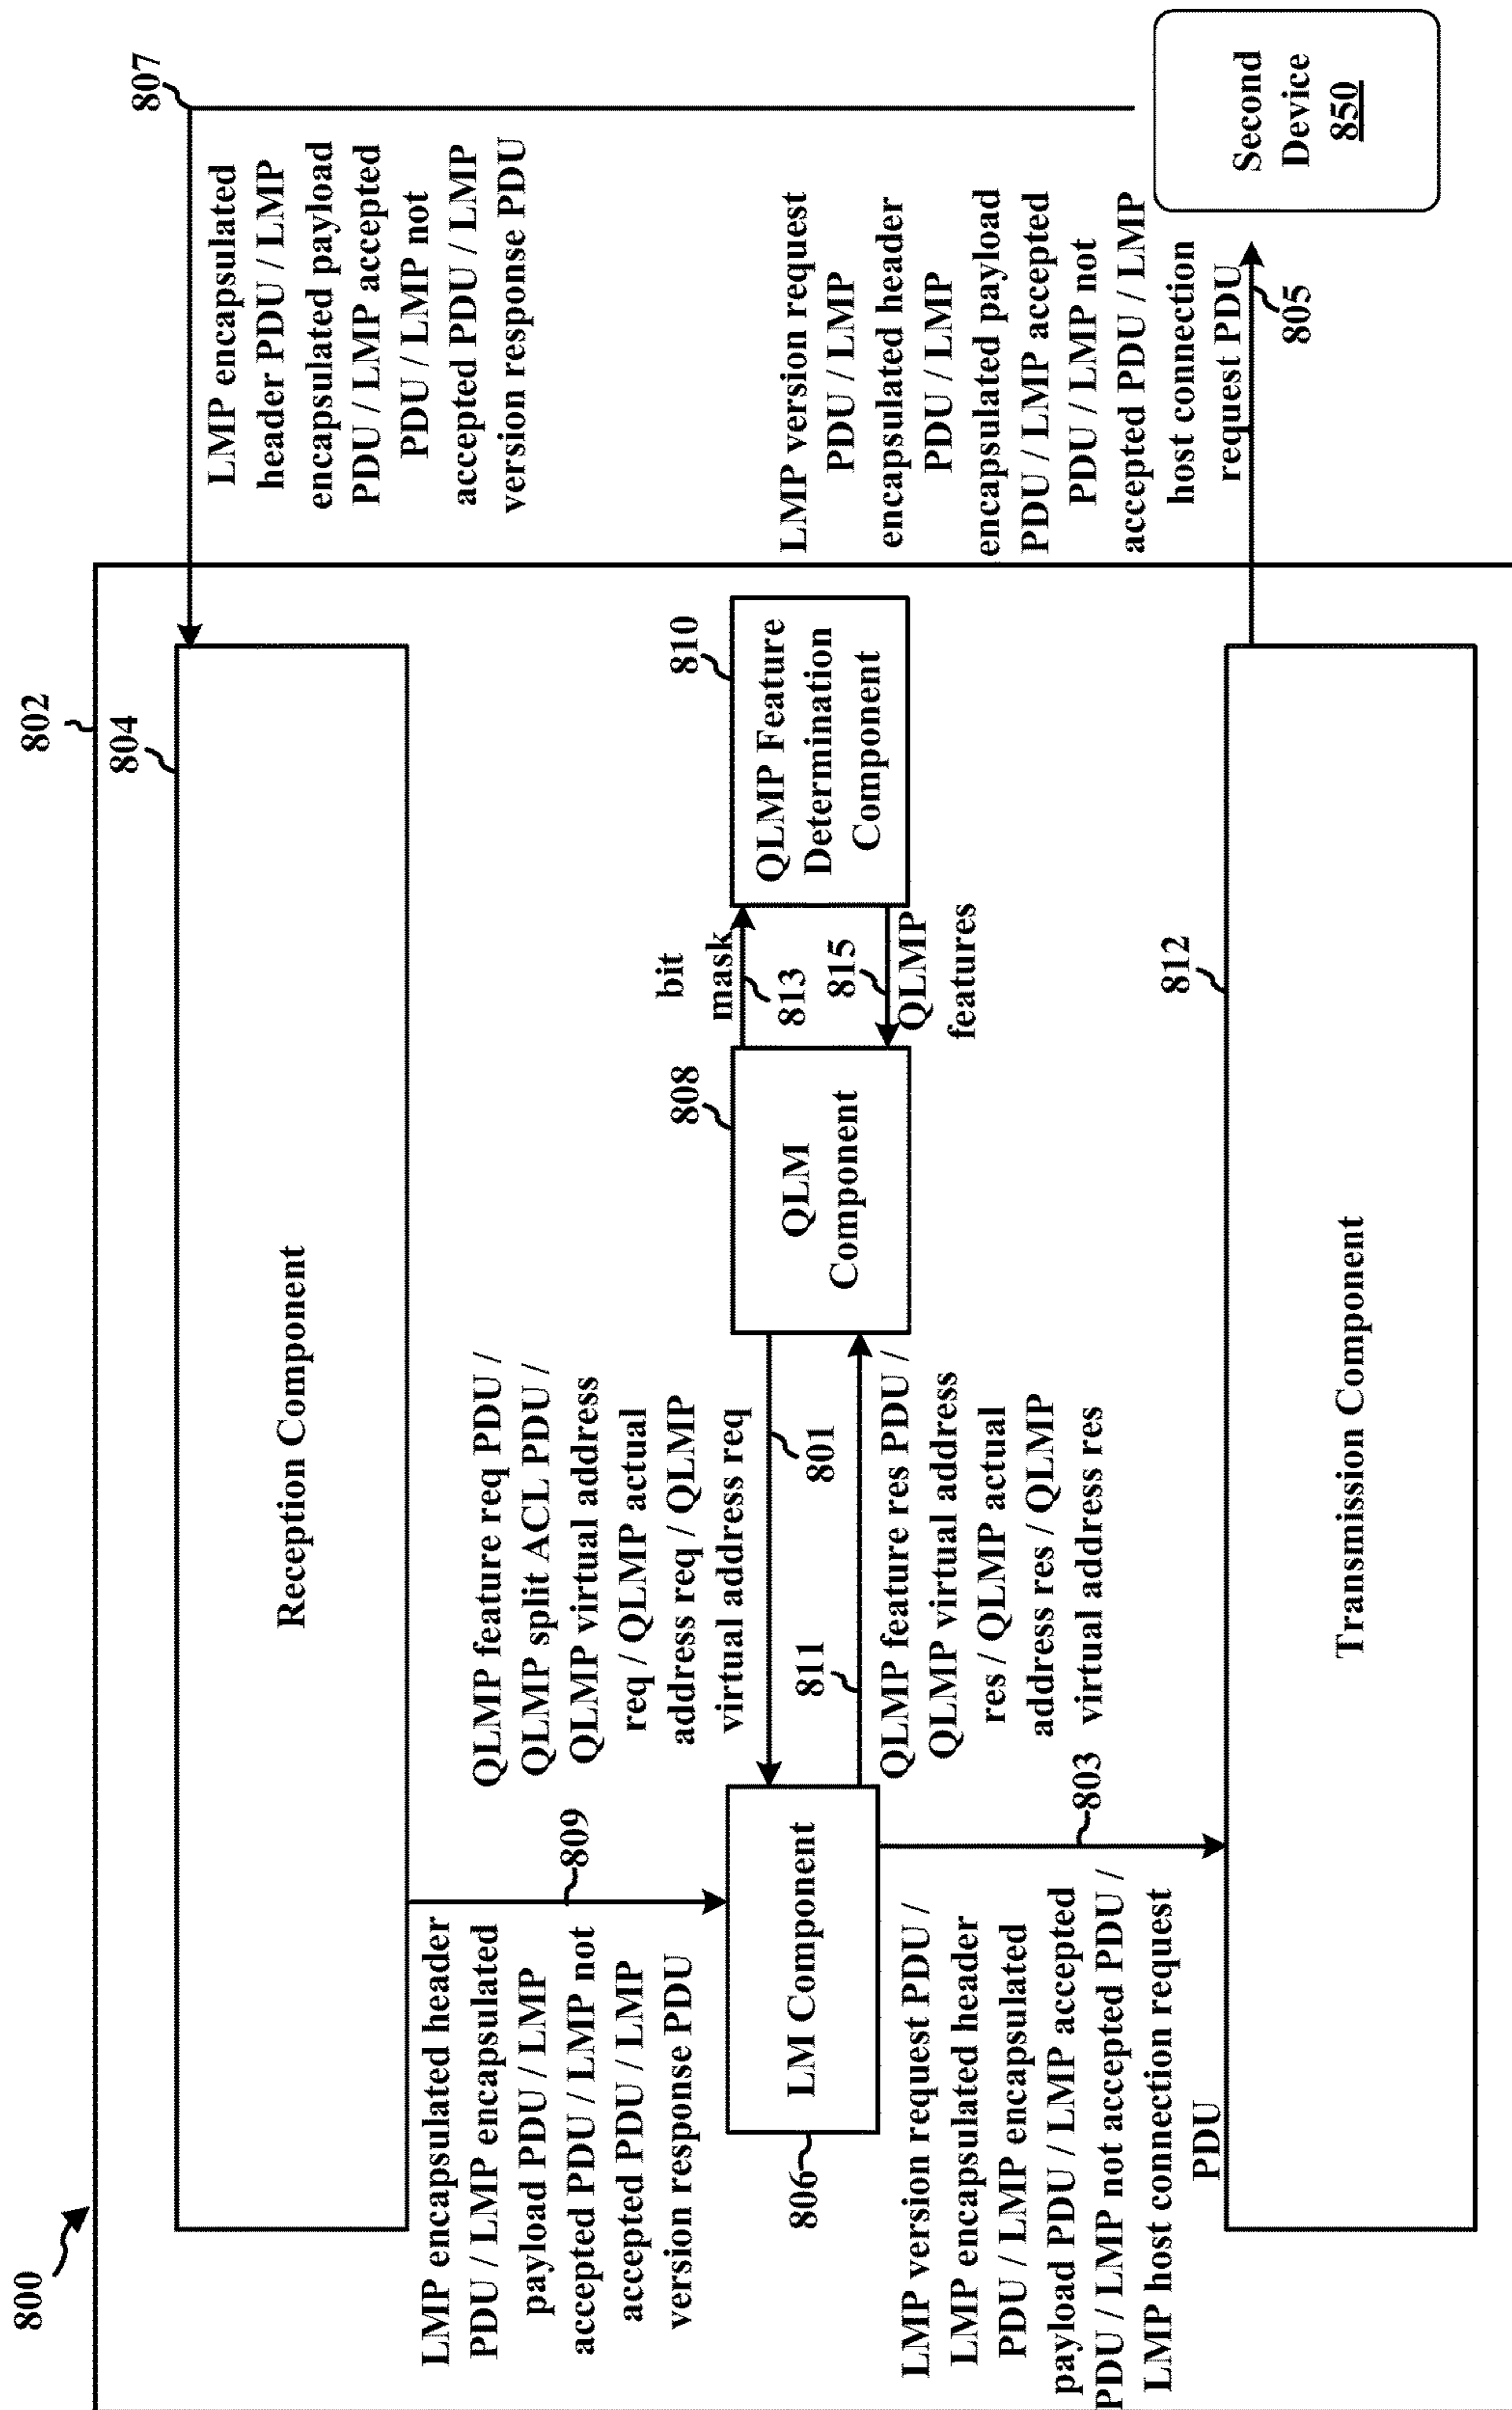 800
802
804
Reception Component
807
LMP encapsulated
header PDU / LMP
encapsulated payload
PDU / LMP accepted
PDU / LMP not
accepted PDU / LMP
version response PDU
LMP encapsulated header
PDU / LMP encapsulated
payload PDU / LMP
accepted PDU / LMP not
accepted PDU / LMP
version response PDU
809
QLMP feature req PDU /
QLMP split ACL PDU /
QLMP virtual address
req / QLMP actual
address req / QLMP
virtual address req
801
806
LM Component
808
QLM
Component
bit
mask
813
810
QLMP Feature
Determination
Component
815
QLMP
features
811
QLMP feature res PDU /
QLMP virtual address
res / QLMP actual
address res / QLMP
virtual address res
803
LMP version request PDU /
LMP encapsulated header
PDU / LMP encapsulated
payload PDU / LMP accepted
PDU / LMP not accepted PDU /
LMP host connection request
PDU
812
Transmission Component
LMP version request
PDU / LMP
encapsulated header
PDU / LMP
encapsulated payload
PDU / LMP accepted
PDU / LMP not
accepted PDU / LMP
host connection
request PDU
805
Second
Device
850